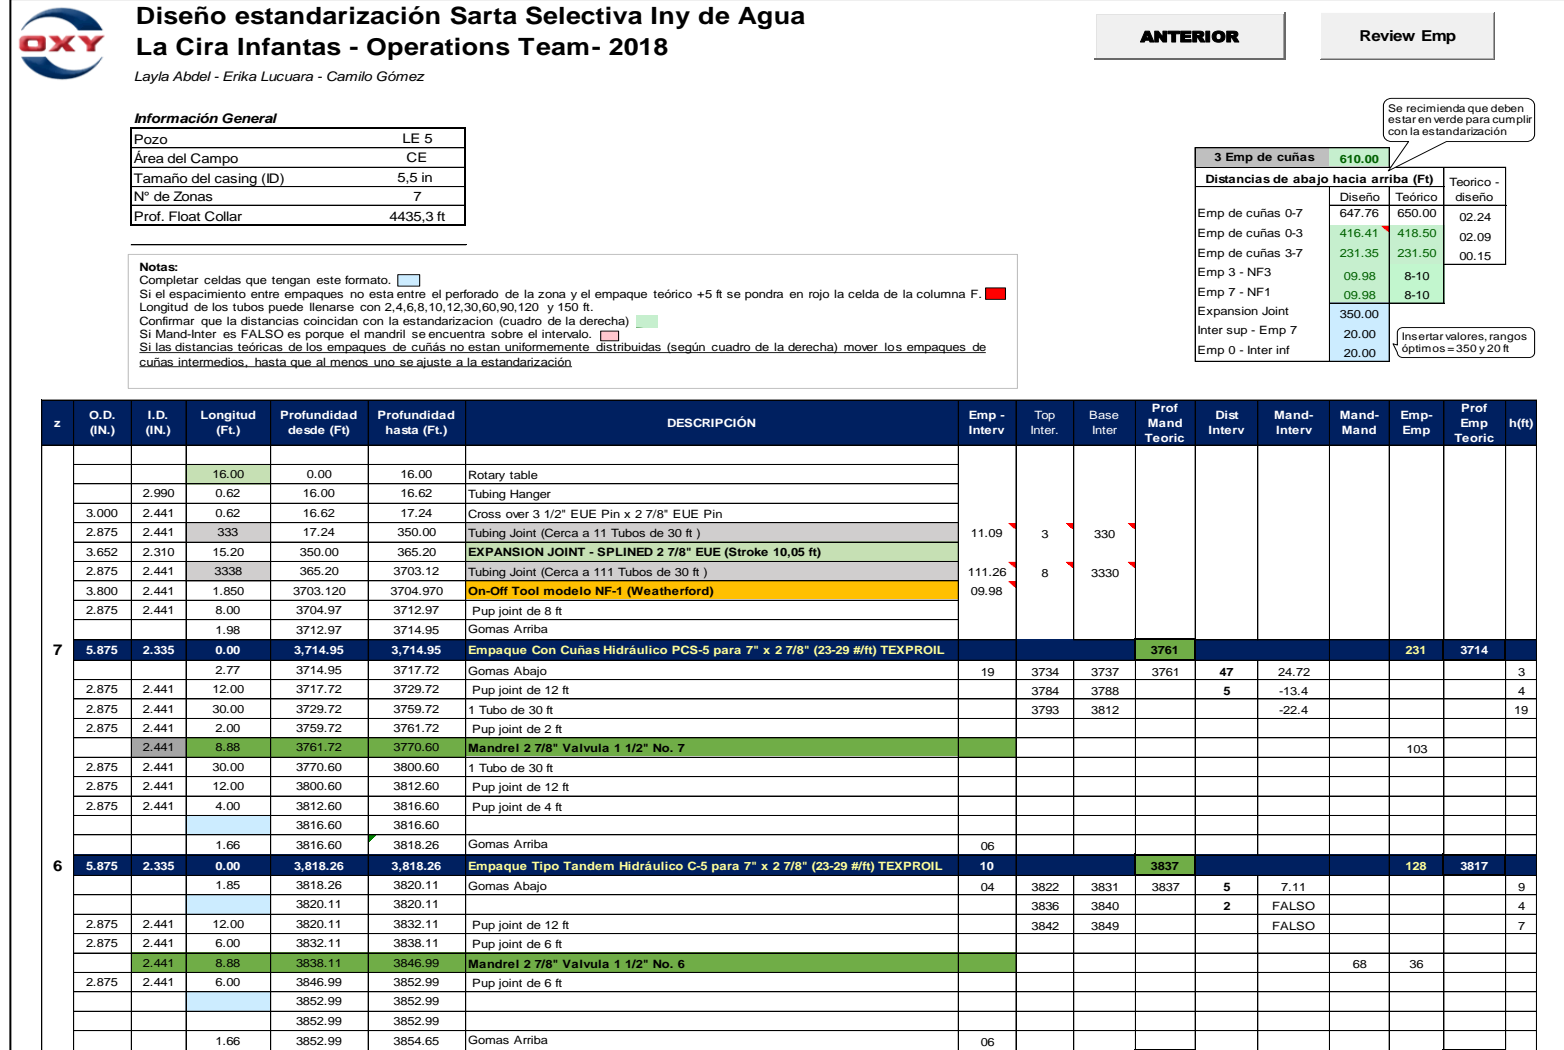 OXY
Diseño estandarización Sarta Selectiva Iny de Agua
La Cira Infantas - Operations Team- 2018
Layla Abdel - Erika Lucuara - Camilo Gómez
ANTERIOR
Review Emp
Información General
Pozo LE 5
Área del Campo CE
Tamaño del casing (ID) 5,5 in
N° de Zonas 7
Prof. Float Collar 4435,3 ft
Se recimienda que deben
estar en verde para cumplir
con la estandarización
3 Emp de cuñas 610.00
Distancias de abajo hacia arriba (Ft) Teorico -
Diseño Teórico diseño
Emp de cuñas 0-7 647.76 650.00 02.24
Emp de cuñas 0-3 416.41 418.50 02.09
Emp de cuñas 3-7 231.35 231.50 00.15
Emp 3 - NF3 09.98 8-10
Emp 7 - NF1 09.98 8-10
Expansion Joint 350.00
Inter sup - Emp 7 20.00
Emp 0 - Inter inf 20.00
Insertar valores, rangos
óptimos = 350 y 20 ft
Notas:
Completar celdas que tengan este formato.
Si el espacimiento entre empaques no esta entre el perforado de la zona y el empaque teórico +5 ft se pondra en rojo la celda de la columna F.
Longitud de los tubos puede llenarse con 2,4,6,8,10,12,30,60,90,120 y 150 ft.
Confirmar que la distancias coincidan con la estandarizacion (cuadro de la derecha)
Si Mand-Inter es FALSO es porque el mandril se encuentra sobre el intervalo.
Si las distancias teóricas de los empaques de cuñás no estan uniformemente distribuidas (según cuadro de la derecha) mover los empaques de
cuñas intermedios, hasta que al menos uno se ajuste a la estandarización
z O.D. (IN.) I.D. (IN.) Longitud (Ft.) Profundidad desde (Ft) Profundidad hasta (Ft.) DESCRIPCIÓN Emp - Interv Top Inter. Base Inter Prof Mand Teoric Dist Interv Mand-Interv Mand-Mand Emp-Emp Prof Emp Teoric h(ft)
16.00 0.00 16.00 Rotary table
2.990 0.62 16.00 16.62 Tubing Hanger
3.000 2.441 0.62 16.62 17.24 Cross over 3 1/2" EUE Pin x 2 7/8" EUE Pin
2.875 2.441 333 17.24 350.00 Tubing Joint (Cerca a 11 Tubos de 30 ft ) 11.09 3 330
3.652 2.310 15.20 350.00 365.20 EXPANSION JOINT - SPLINED 2 7/8" EUE (Stroke 10,05 ft)
2.875 2.441 3338 365.20 3703.12 Tubing Joint (Cerca a 111 Tubos de 30 ft ) 111.26 8 3330
3.800 2.441 1.850 3703.120 3704.970 On-Off Tool modelo NF-1 (Weatherford) 09.98
2.875 2.441 8.00 3704.97 3712.97 Pup joint de 8 ft
1.98 3712.97 3714.95 Gomas Arriba
7 5.875 2.335 0.00 3,714.95 3,714.95 Empaque Con Cuñas Hidráulico PCS-5 para 7" x 2 7/8" (23-29 #/ft) TEXPROIL 3761 231 3714
2.77 3714.95 3717.72 Gomas Abajo 19 3734 3737 3761 47 24.72 3
2.875 2.441 12.00 3717.72 3729.72 Pup joint de 12 ft 3784 3788 5 -13.4 4
2.875 2.441 30.00 3729.72 3759.72 1 Tubo de 30 ft 3793 3812 -22.4 19
2.875 2.441 2.00 3759.72 3761.72 Pup joint de 2 ft
2.441 8.88 3761.72 3770.60 Mandrel 2 7/8" Valvula 1 1/2" No. 7 103
2.875 2.441 30.00 3770.60 3800.60 1 Tubo de 30 ft
2.875 2.441 12.00 3800.60 3812.60 Pup joint de 12 ft
2.875 2.441 4.00 3812.60 3816.60 Pup joint de 4 ft
3816.60 3816.60
1.66 3816.60 3818.26 Gomas Arriba 06
6 5.875 2.335 0.00 3,818.26 3,818.26 Empaque Tipo Tandem Hidráulico C-5 para 7" x 2 7/8" (23-29 #/ft) TEXPROIL 10 3837 128 3817
1.85 3818.26 3820.11 Gomas Abajo 04 3822 3831 3837 5 7.11 9
3820.11 3820.11 3836 3840 2 FALSO 4
2.875 2.441 12.00 3820.11 3832.11 Pup joint de 12 ft 3842 3849 FALSO 7
2.875 2.441 6.00 3832.11 3838.11 Pup joint de 6 ft
2.441 8.88 3838.11 3846.99 Mandrel 2 7/8" Valvula 1 1/2" No. 6 68 36
2.875 2.441 6.00 3846.99 3852.99 Pup joint de 6 ft
3852.99 3852.99
3852.99 3852.99
1.66 3852.99 3854.65 Gomas Arriba 06